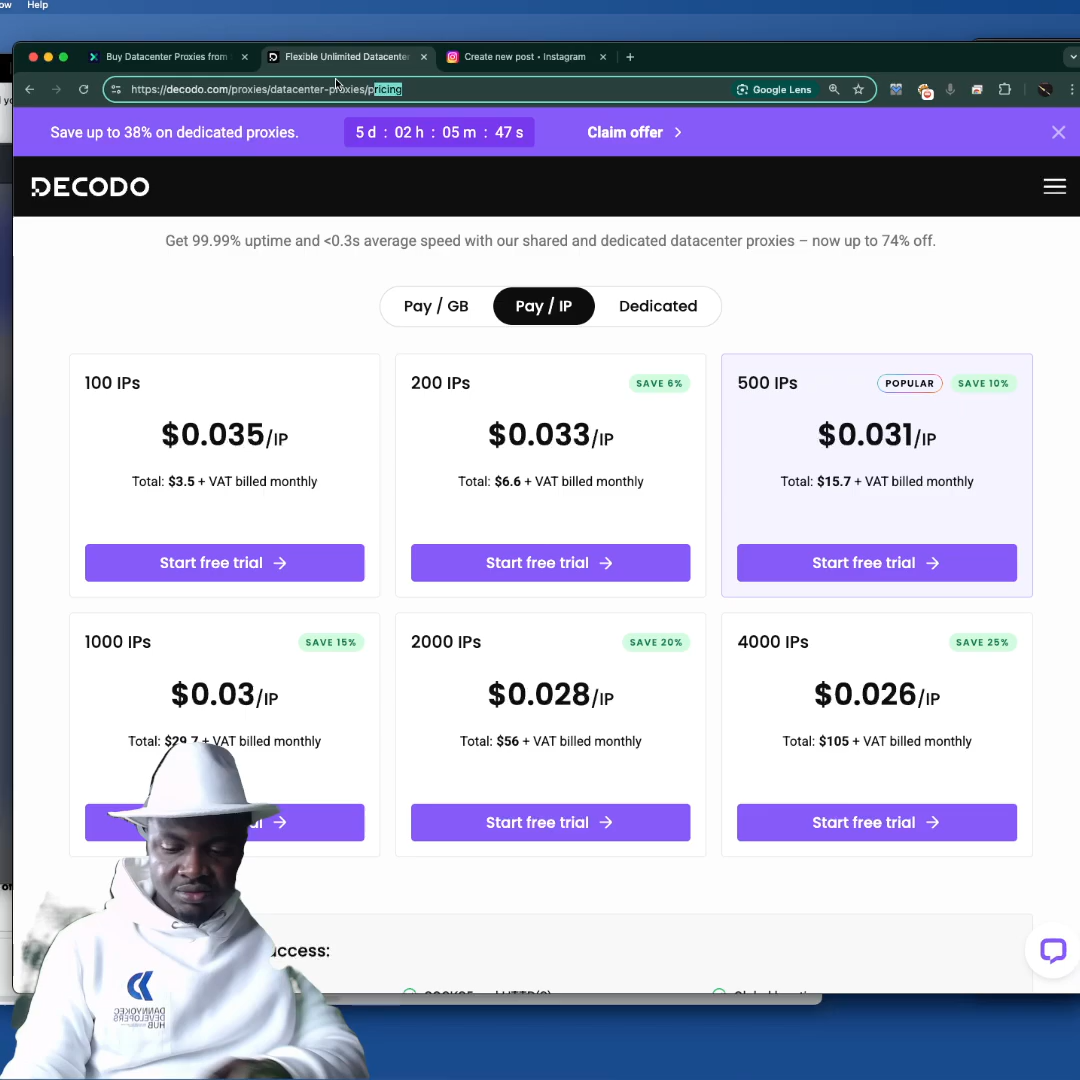 ow Help
Buy Datacenter Proxies from
Flexible Unlimited Datacenter
Create new post • Instagram
https://decodo.com/proxies/datacenter-proxies/pricing
Google Lens
Save up to 38% on dedicated proxies.
5 d : 02 h : 05 m : 47 s
Claim offer
DECODO
Get 99.99% uptime and <0.3s average speed with our shared and dedicated datacenter proxies – now up to 74% off.
Pay / GB
Pay / IP
Dedicated
100 IPs
$0.035/IP
Total: $3.5 + VAT billed monthly
Start free trial
200 IPs
SAVE 6%
$0.033/IP
Total: $6.6 + VAT billed monthly
Start free trial
500 IPs
POPULAR
SAVE 10%
$0.031/IP
Total: $15.7 + VAT billed monthly
Start free trial
1000 IPs
SAVE 15%
$0.03/IP
Total: $29.7 + VAT billed monthly
al
2000 IPs
SAVE 20%
$0.028/IP
Total: $56 + VAT billed monthly
Start free trial
4000 IPs
SAVE 25%
$0.026/IP
Total: $105 + VAT billed monthly
Start free trial
ccess:
DANNYOKEC
DEVELOPERS
HUB